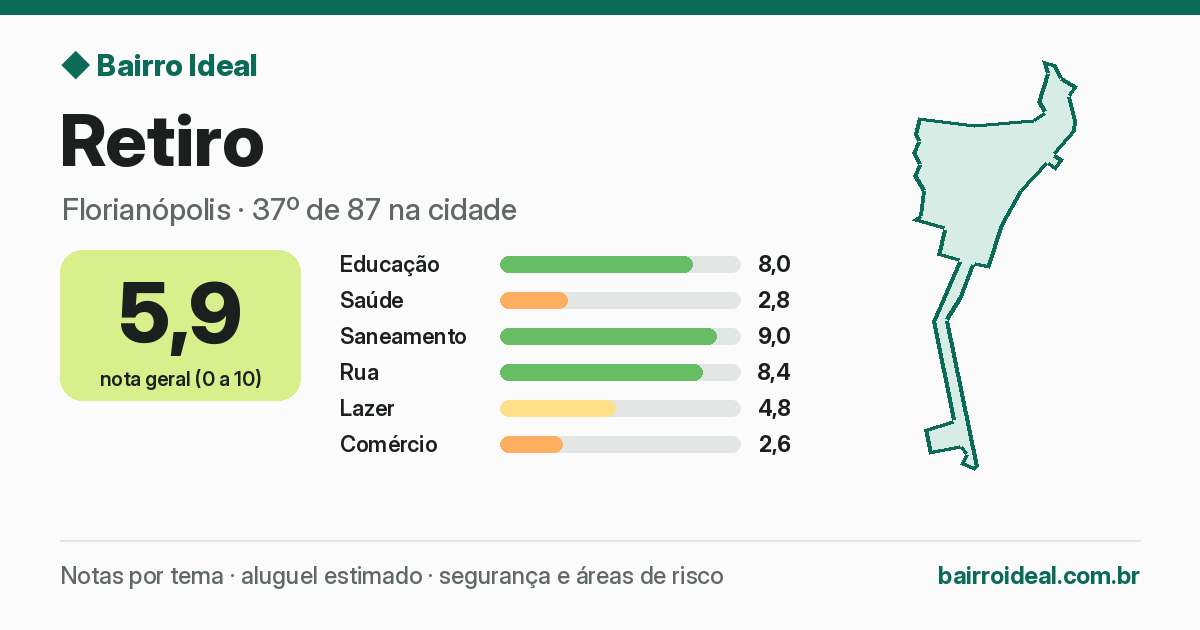 Bairro Ideal
Retiro
Florianópolis · 37º de 87 na cidade
5,9
nota geral (0 a 10)
Educação 8,0
Saúde 2,8
Saneamento 9,0
Rua 8,4
Lazer 4,8
Comércio 2,6
Notas por tema · aluguel estimado · segurança e áreas de risco
bairroideal.com.br